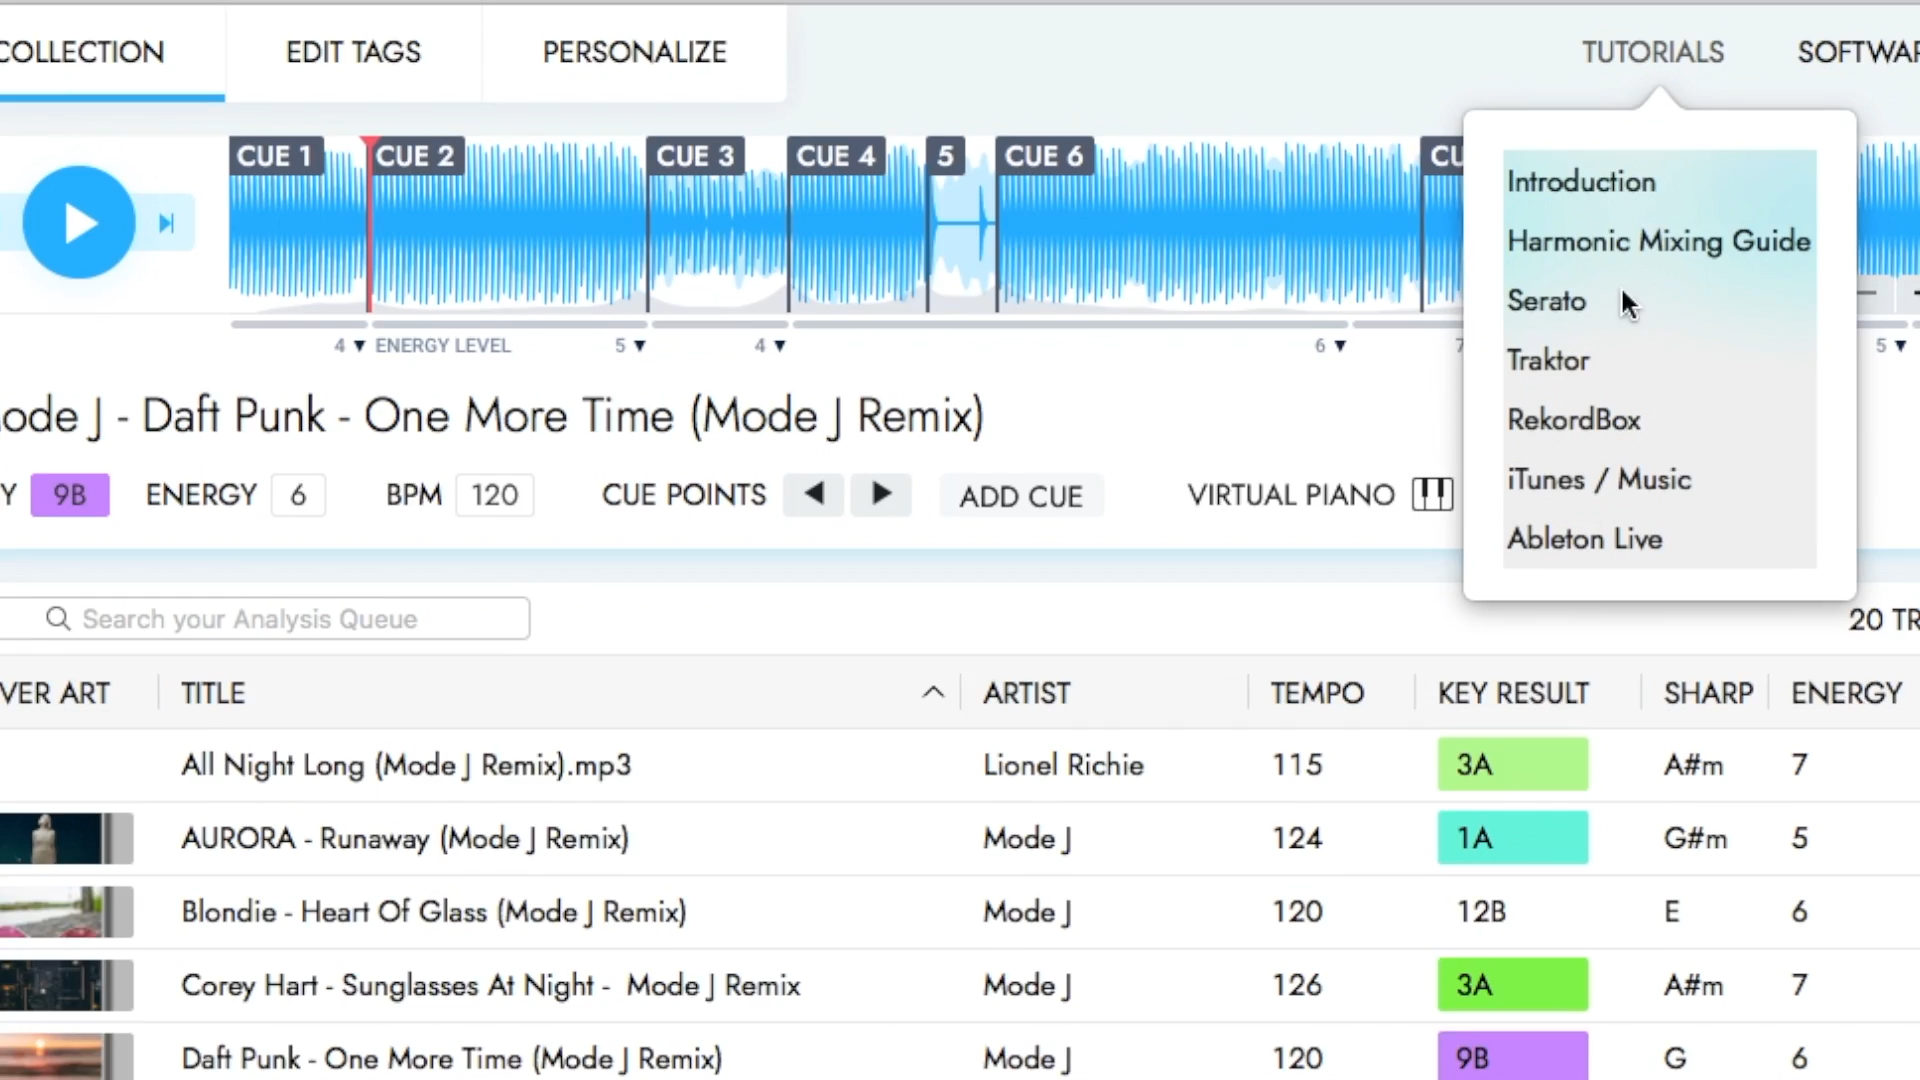 COLLECTION EDIT TAGS PERSONALIZE TUTORIALS SOFTWAR
CUE 1 CUE 2 CUE 3 CUE 4 5 CUE 6 CU
Introduction
Harmonic Mixing Guide
Serato
Traktor
RekordBox
iTunes / Music
Ableton Live
4 ▼ ENERGY LEVEL 5 ▼ 4 ▼ 6 ▼ 7 5 ▼
ode J - Daft Punk - One More Time (Mode J Remix)
Y 9B ENERGY 6 BPM 120 CUE POINTS ADD CUE VIRTUAL PIANO
Search your Analysis Queue 20 TR
VER ART TITLE ARTIST TEMPO KEY RESULT SHARP ENERGY
All Night Long (Mode J Remix).mp3 Lionel Richie 115 3A A#m 7
AURORA - Runaway (Mode J Remix) Mode J 124 1A G#m 5
Blondie - Heart Of Glass (Mode J Remix) Mode J 120 12B E 6
Corey Hart - Sunglasses At Night - Mode J Remix Mode J 126 3A A#m 7
Daft Punk - One More Time (Mode J Remix) Mode J 120 9B G 6